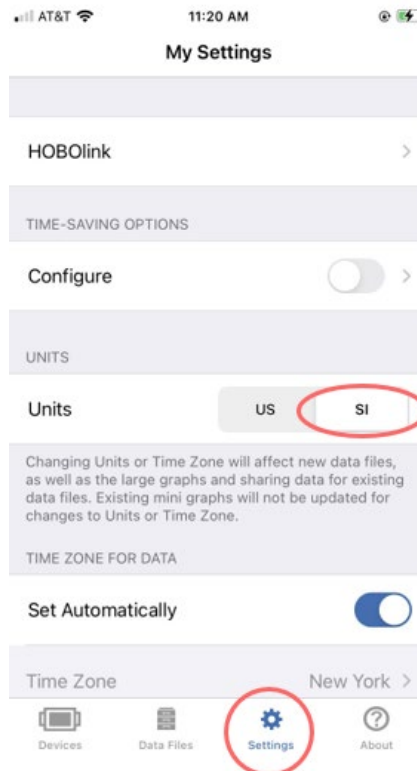 AT&T 11:20 AM
My Settings
HOBOlink
TIME-SAVING OPTIONS
Configure
UNITS
Units US SI
Changing Units or Time Zone will affect new data files,
as well as the large graphs and sharing data for existing
data files. Existing mini graphs will not be updated for
changes to Units or Time Zone.
TIME ZONE FOR DATA
Set Automatically
Time Zone New York
Devices Data Files Settings About